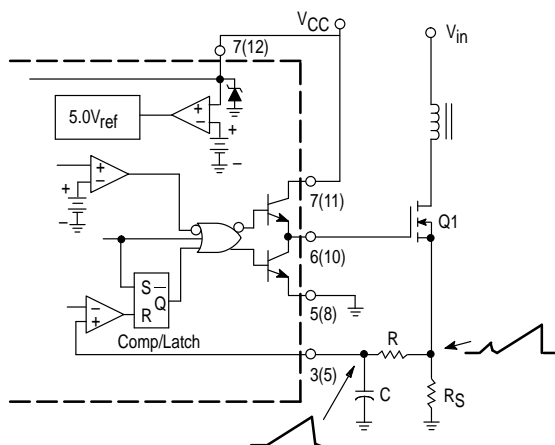 VCC
Vin
7(12)
5.0Vref
+
−
+
−
+
−
+
−
7(11)
Q1
6(10)
S
Q
R
5(8)
−
+
Comp/Latch
3(5)
R
C
RS